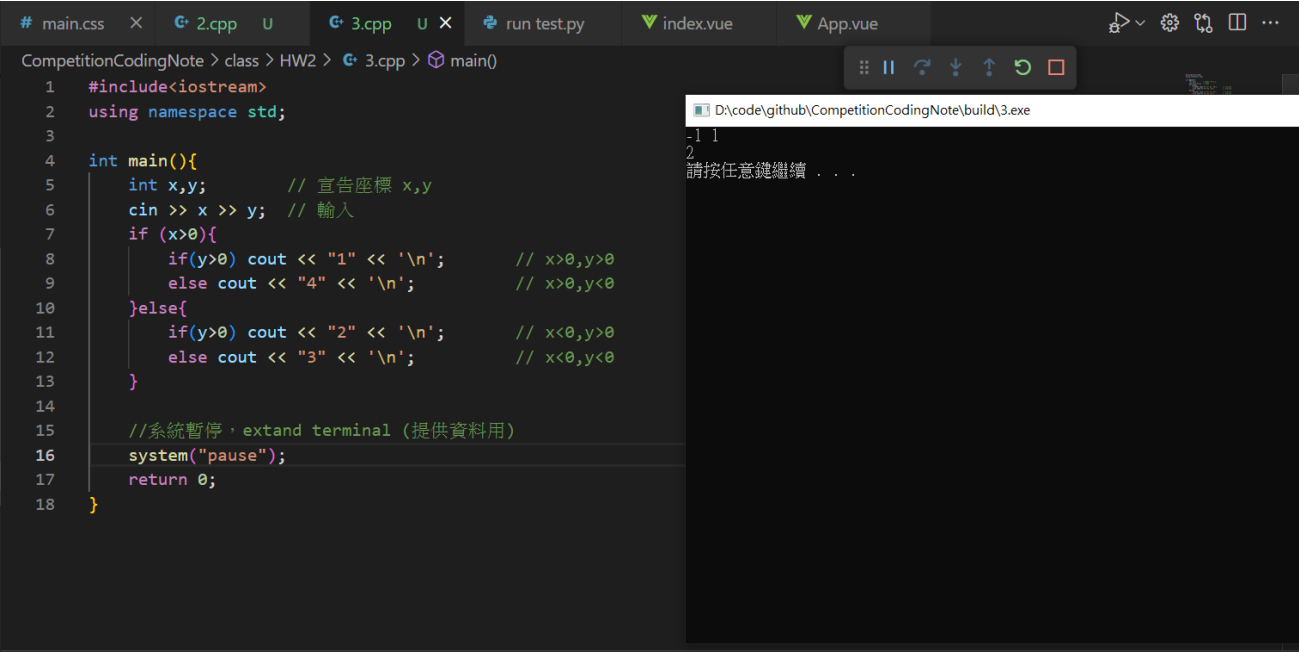 # main.css
2.cpp U
3.cpp U
run test.py
index.vue
App.vue
CompetitionCodingNote > class > HW2 > 3.cpp > main()
1 #include<iostream>
2 using namespace std;
3
4 int main(){
5 int x,y; // 宣告座標 x,y
6 cin >> x >> y; // 輸入
7 if (x>0){
8 if(y>0) cout << "1" << '\n'; // x>0,y>0
9 else cout << "4" << '\n'; // x>0,y<0
10 }else{
11 if(y>0) cout << "2" << '\n'; // x<0,y>0
12 else cout << "3" << '\n'; // x<0,y<0
13 }
14
15 //系統暫停，extand terminal (提供資料用)
16 system("pause");
17 return 0;
18 }
D:\code\github\CompetitionCodingNote\build\3.exe
-1 1
2
請按任意鍵繼續 . . .